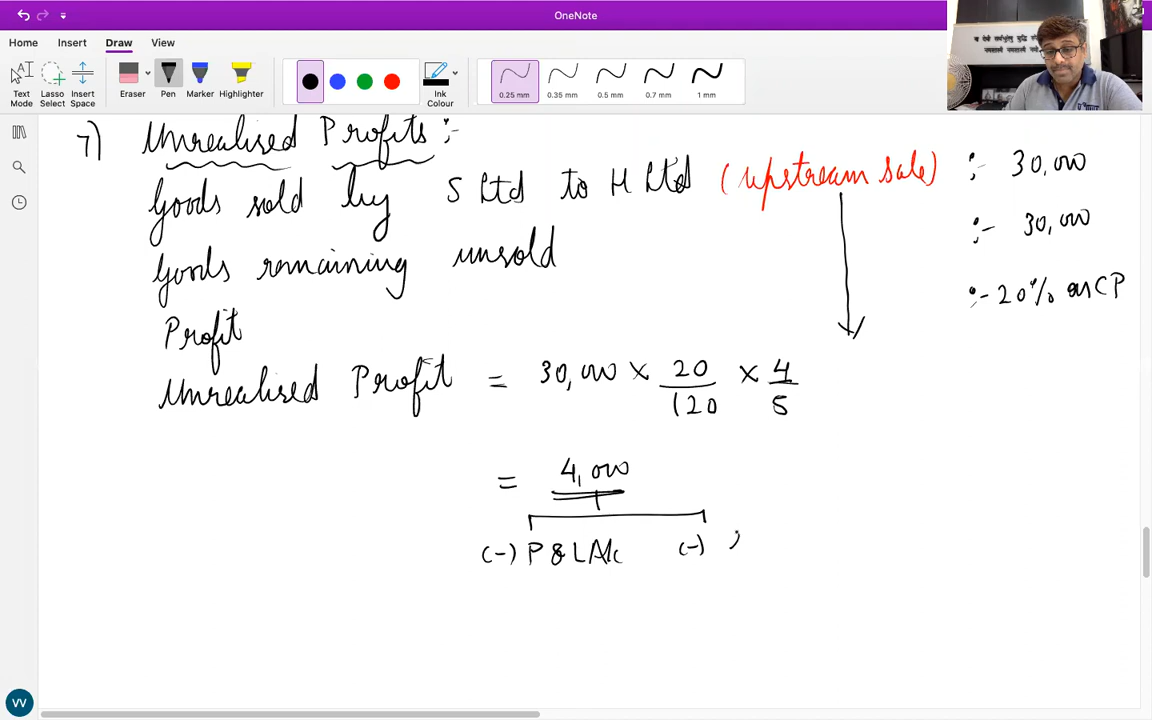 OneNote
Home Insert Draw View
Text Mode Lasso Select Insert Space Eraser Pen Marker Highlighter 0.25 mm 0.35 mm 0.5 mm 0.7 mm 1 mm Ink Colour
7) Unrealised Profits :-
Goods sold by S Ltd to H Ltd (upstream sale) :- 30,000
Goods remaining unsold :- 30,000
Profit :- 20% on CP
Unrealised Profit = 30,000 × 20/120 × 4/5
= 4,000
(-) P & L A/c (-) ,
VV